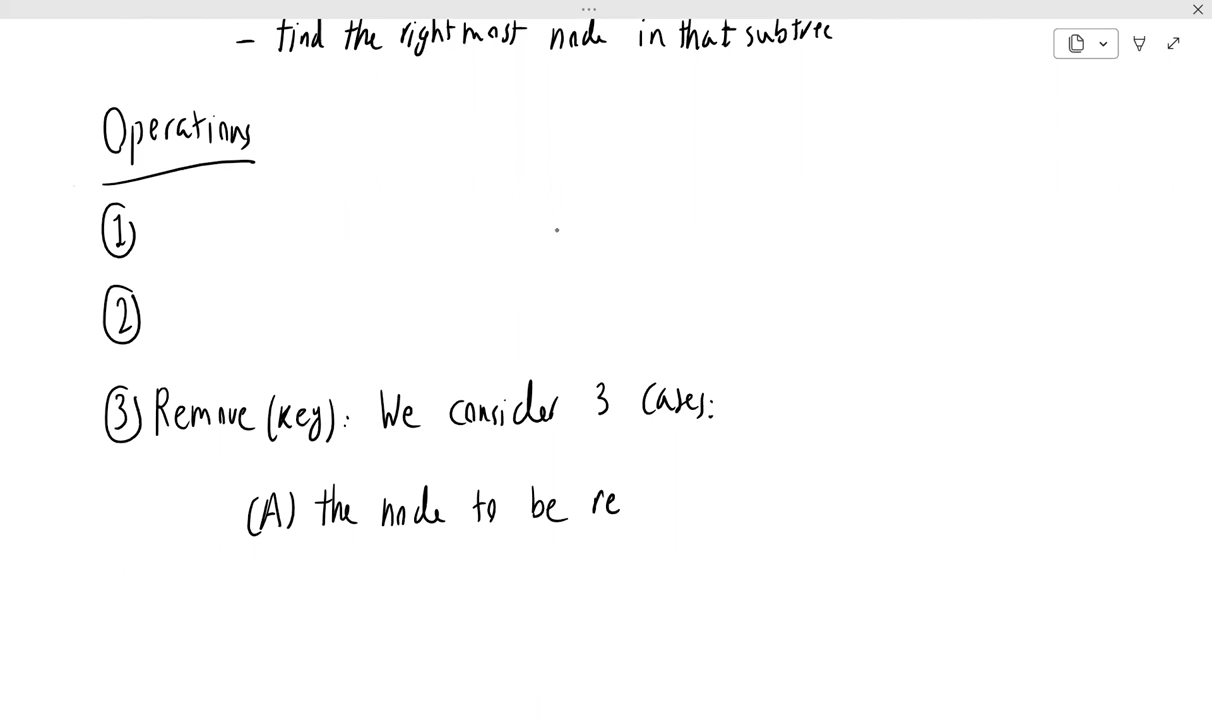 - find the rightmost node in that subtree
Operations
1
2
3 Remove (key): We consider 3 cases:
(A) the node to be re